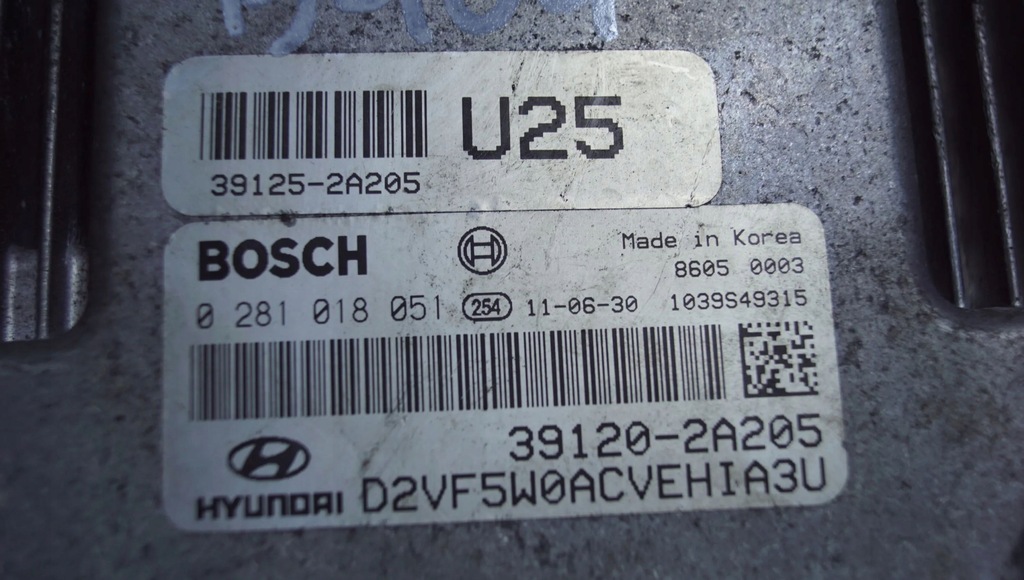 U25
39125-2A205
BOSCH
Made in Korea
8605 0003
0 281 018 051 254 11-06-30 1039S49315
39120-2A205
HYUNDAI D2VF5W0ACVEHIA3U